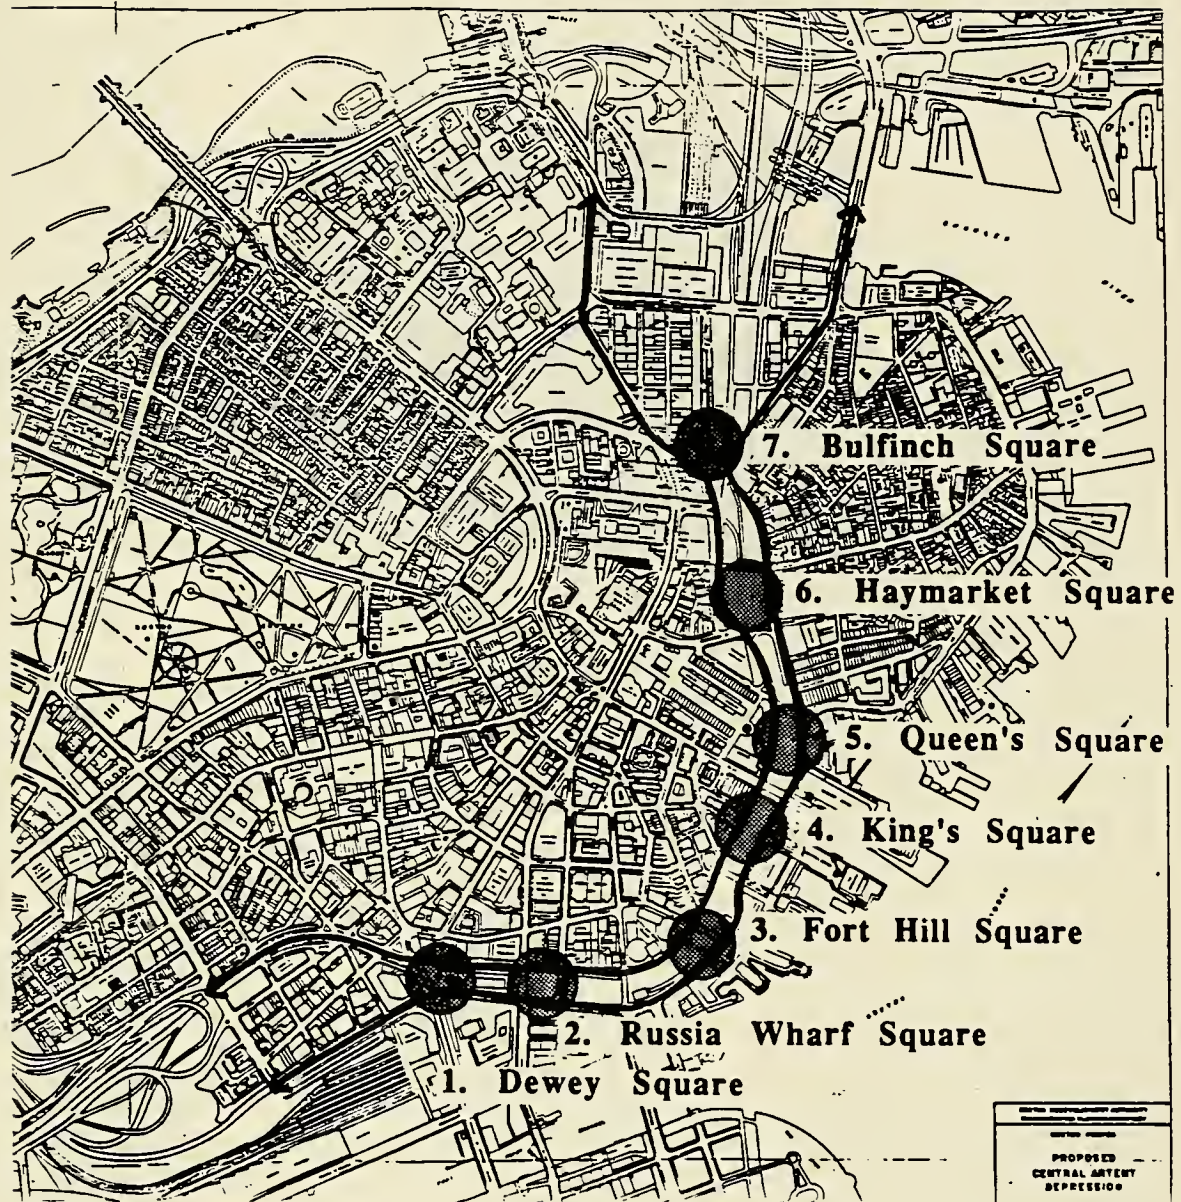 7. Bulfinch Square
6. Haymarket Square
5. Queen's Square
4. King's Square
3. Fort Hill Square
2. Russia Wharf Square
1. Dewey Square
PROPOSED
CENTRAL ARTERY
DEPRESSION